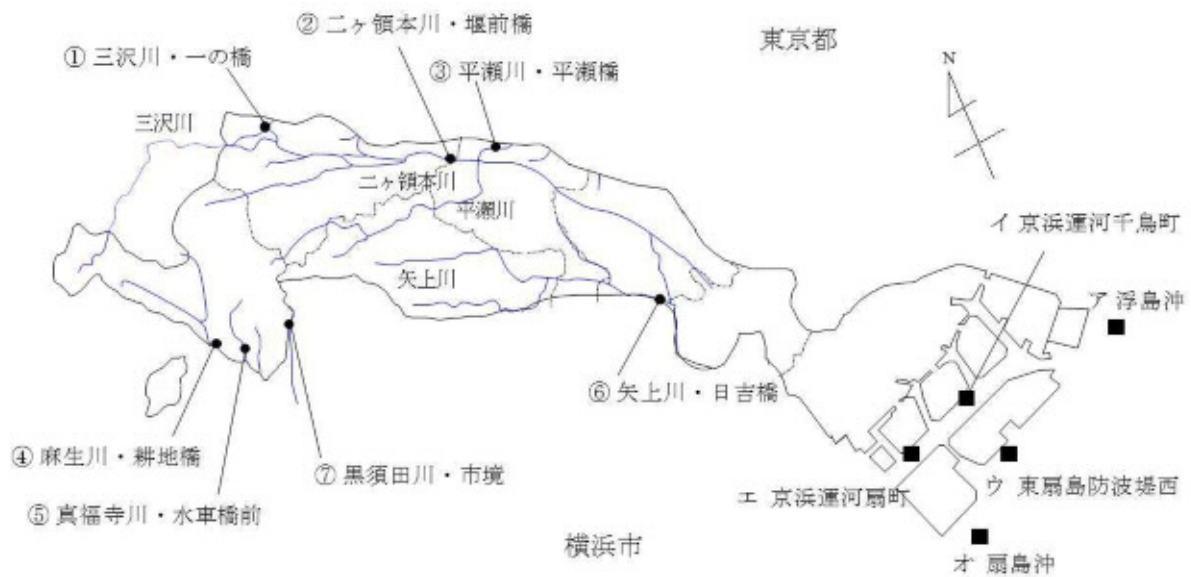 ② 二ヶ領本川・堰前橋
東京都
① 三沢川・一の橋
③ 平瀬川・平瀬橋
N
三沢川
二ヶ領本川
平瀬川
イ 京浜運河千鳥町
矢上川
ア 浮島沖
⑥ 矢上川・日吉橋
④ 麻生川・耕地橋
⑦ 黒須田川・市境
エ 京浜運河扇町
ウ 東扇島防波堤西
⑤ 真福寺川・水車橋前
横浜市
オ 扇島沖